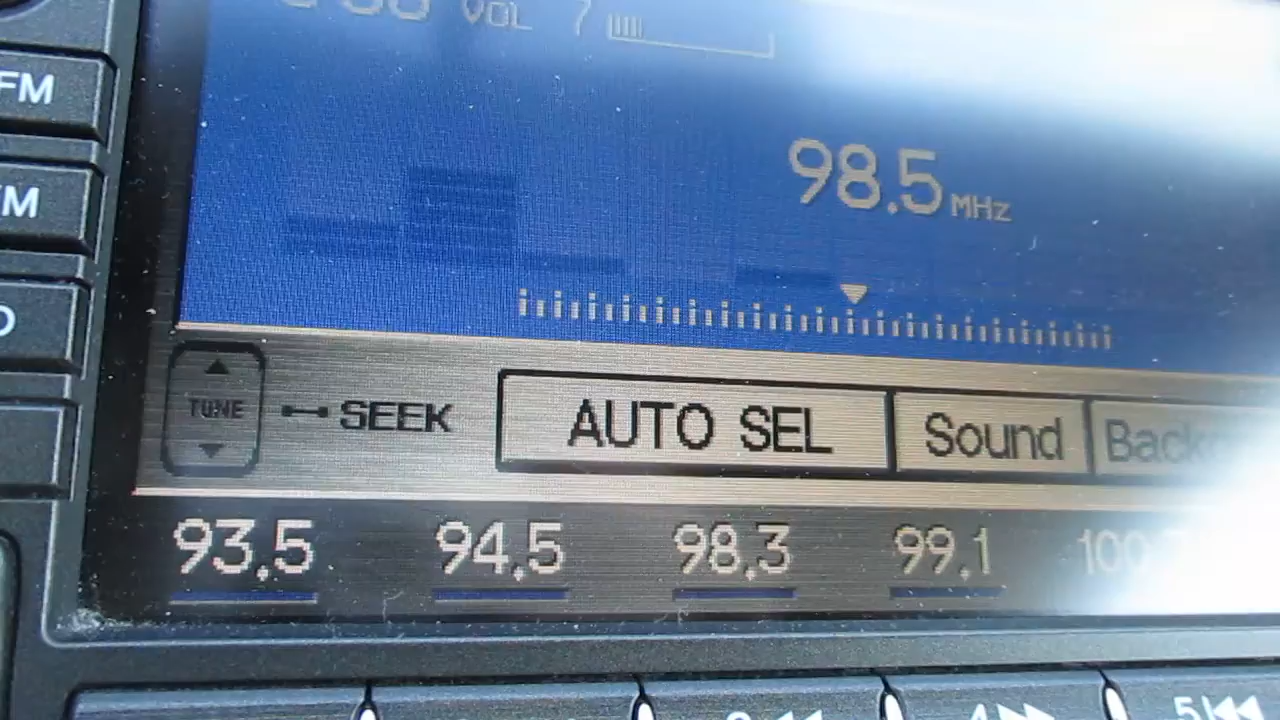 VOL 7
FM
98.5 MHz
TUNE SEEK AUTO SEL Sound Back
93.5 94.5 98.3 99.1